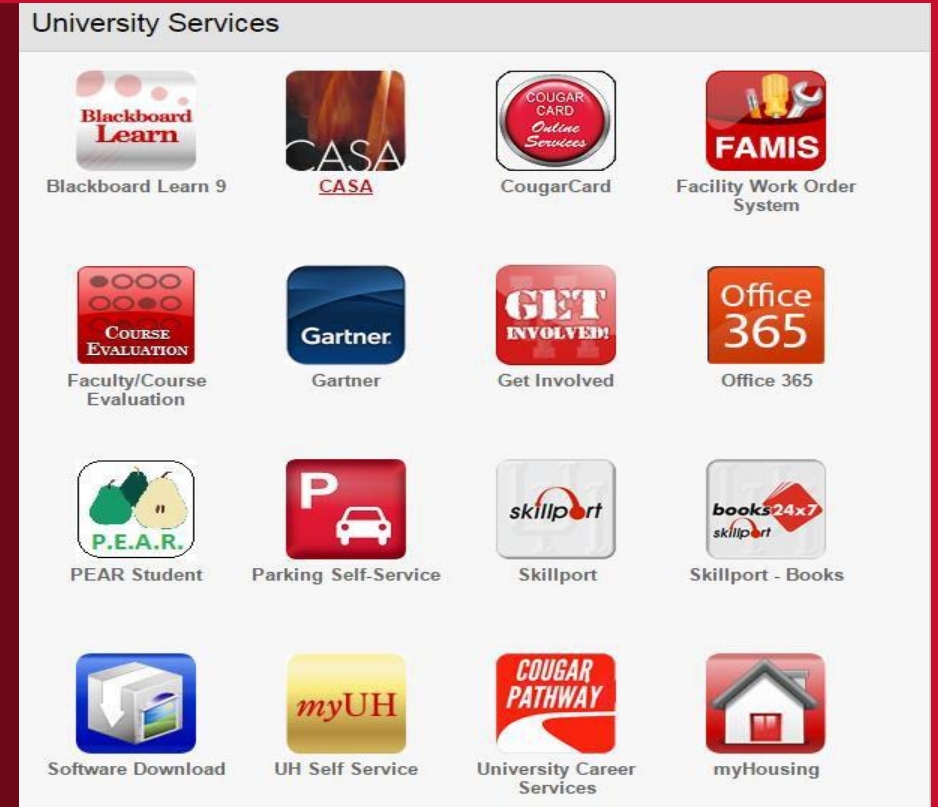 University Services
Blackboard
Learn
CASA
COUGAR
CARD
Online
Services
FAMIS
Blackboard Learn 9
CASA
CougarCard
Facility Work Order
System
COURSE
EVALUATION
Gartner
GET
INVOLVED!
Office
365
Faculty/Course
Evaluation
Gartner
Get Involved
Office 365
P.E.A.R.
P
skillport
books24x7
skillport
PEAR Student
Parking Self-Service
Skillport
Skillport - Books
myUH
COUGAR
PATHWAY
Software Download
UH Self Service
University Career
Services
myHousing